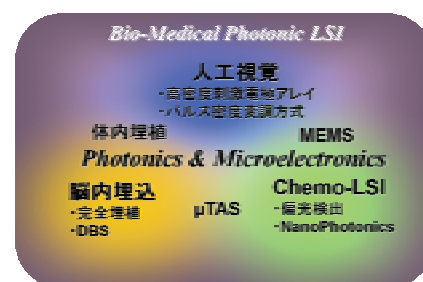 Bio-Medical Photonic LSI
人工視覚
・高密度刺激電極アレイ
・パルス密度変調方式
体内埋植 MEMS
Photonics & Microelectronics
脳内埋込 Chemo-LSI
・完全埋植 μTAS ・偏光検出
・DBS ・NanoPhotonics